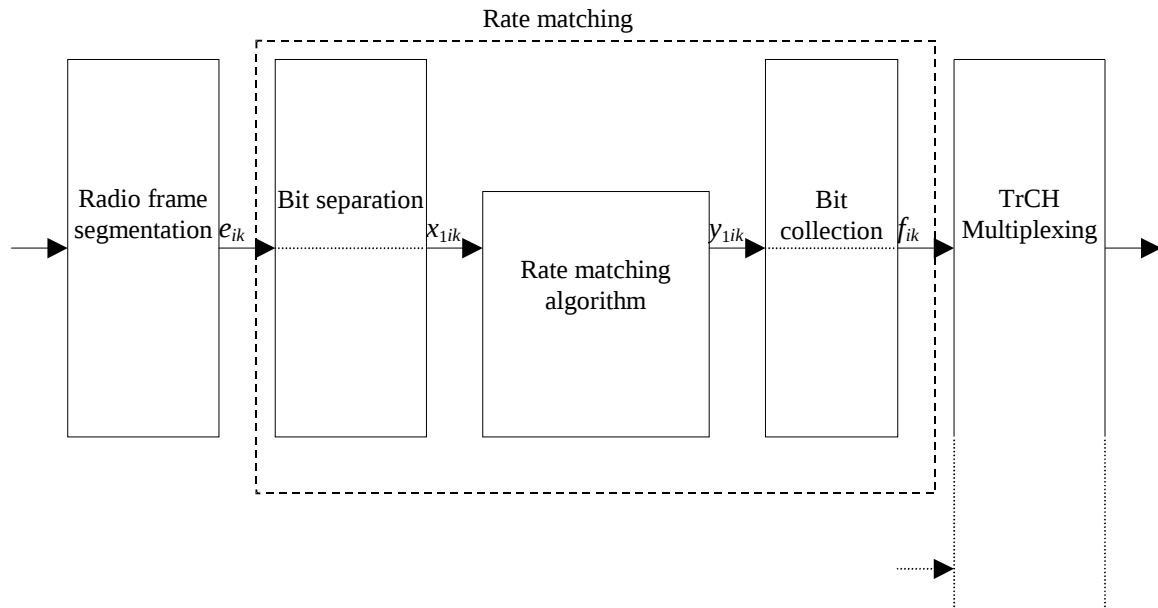 Rate matching
Radio frame
segmentation
e_ik
Bit separation
x_1ik
Rate matching
algorithm
y_1ik
Bit
collection
f_ik
TrCH
Multiplexing